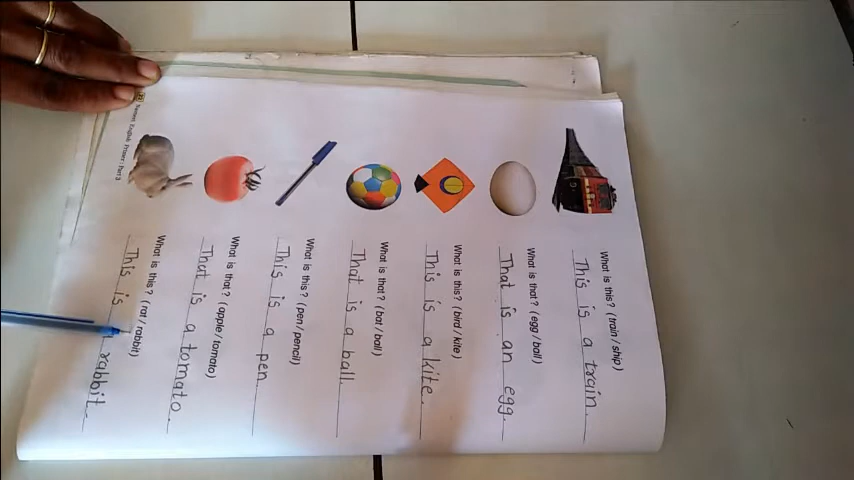 What is this? (train/ship)
This is a train.
What is that? (egg/ball)
That is an egg.
What is this? (bird/kite)
This is a kite.
What is that? (bat/ball)
That is a ball.
What is this? (pen/pencil)
This is a pen
What is that? (apple/tomato)
That is a tomato.
What is this? (rat/rabbit)
This is a rabbit.